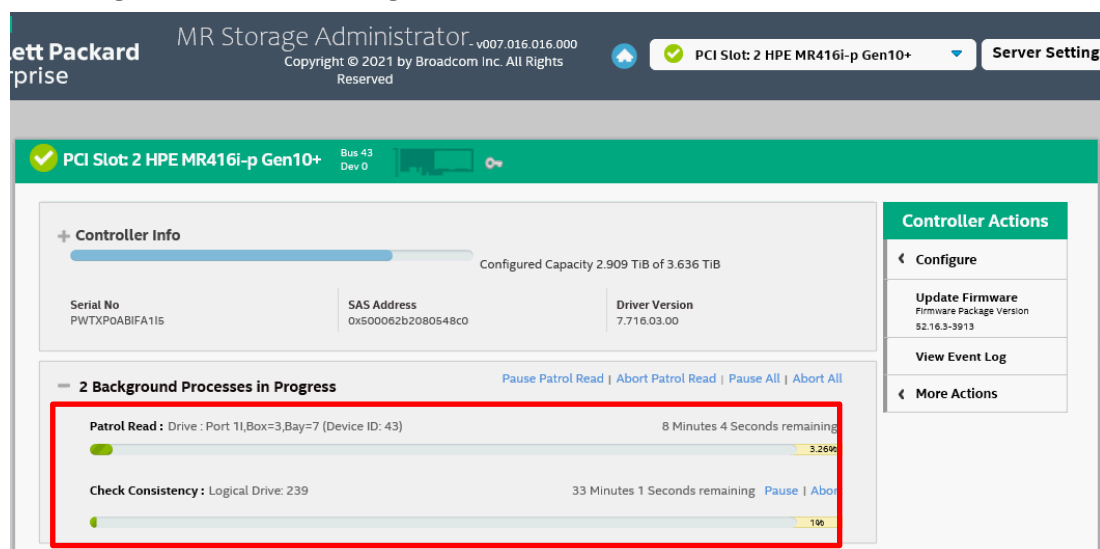 ett Packard
rprise
MR Storage Administrator v007.016.016.000
Copyright © 2021 by Broadcom Inc. All Rights
Reserved
PCI Slot: 2 HPE MR416i-p Gen10+
Server Setting
PCI Slot: 2 HPE MR416i-p Gen10+
Bus 43
Dev 0
+ Controller Info
Configured Capacity 2.909 TiB of 3.636 TiB
Serial No
PWTXP0ABIFA1I5
SAS Address
0x500062b2080548c0
Driver Version
7.716.03.00
2 Background Processes in Progress
Pause Patrol Read | Abort Patrol Read | Pause All | Abort All
Patrol Read : Drive : Port 1I,Box=3,Bay=7 (Device ID: 43)
8 Minutes 4 Seconds remaining
3.26%
Check Consistency : Logical Drive: 239
33 Minutes 1 Seconds remaining Pause | Abor
1%
Controller Actions
Configure
Update Firmware
Firmware Package Version
52.16.3-3913
View Event Log
More Actions